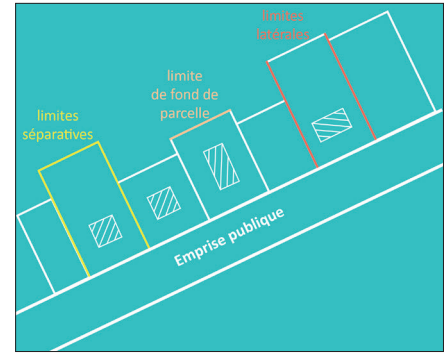 limites
latérales
limite
de fond de
parcelle
limites
séparatives
Emprise publique